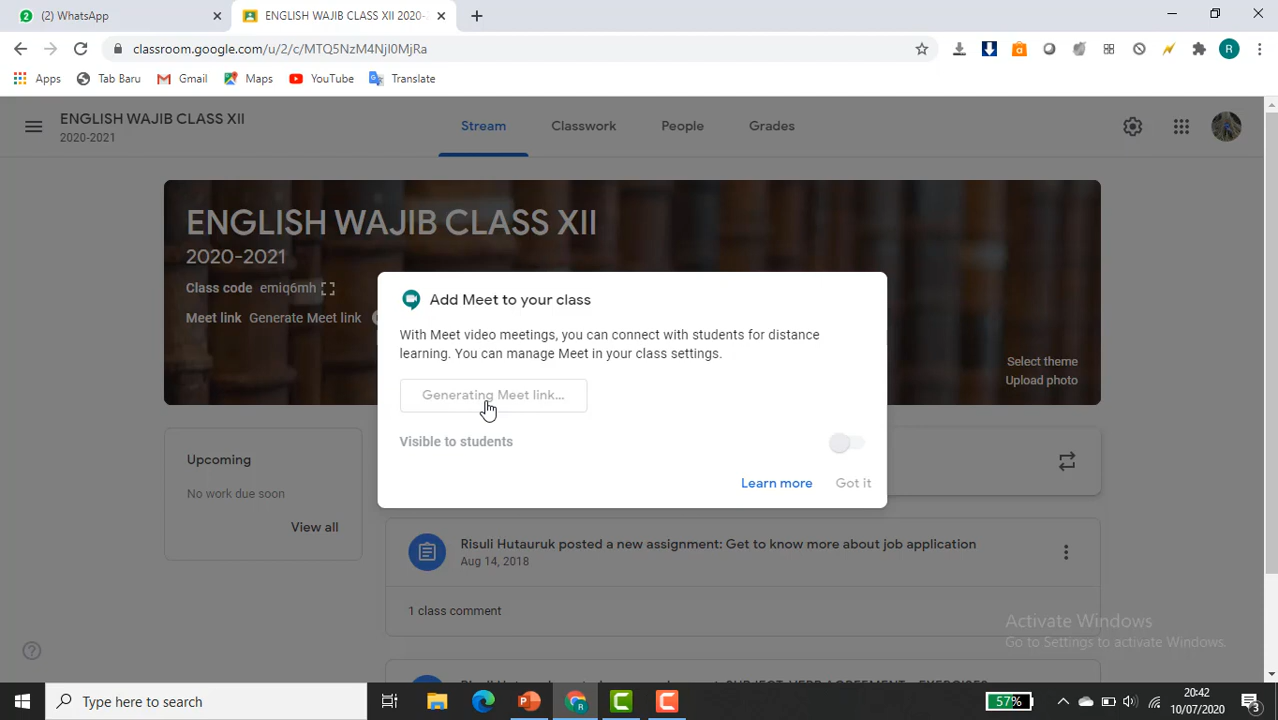 (2) WhatsApp
ENGLISH WAJIB CLASS XII 2020-
classroom.google.com/u/2/c/MTQ5NzM4NjI0MjRa
Apps
Tab Baru
Gmail
Maps
YouTube
Translate
ENGLISH WAJIB CLASS XII
2020-2021
Stream
Classwork
People
Grades
ENGLISH WAJIB CLASS XII
2020-2021
Class code emiq6mh
Meet link Generate Meet link
Select theme
Upload photo
Add Meet to your class
With Meet video meetings, you can connect with students for distance
learning. You can manage Meet in your class settings.
Generating Meet link...
Visible to students
Learn more
Got it
Upcoming
No work due soon
View all
Risuli Hutauruk posted a new assignment: Get to know more about job application
Aug 14, 2018
1 class comment
Activate Windows
Go to Settings to activate Windows.
Type here to search
57%
20:42
10/07/2020
3